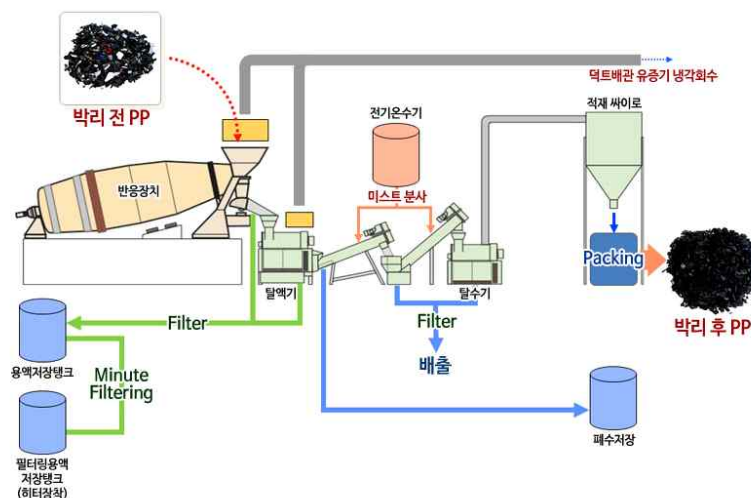 박리 전 PP
덕트배관 유증기 냉각회수
전기온수기
적재 싸이로
반응장치
미스트 분사
Packing
탈액기
탈수기
박리 후 PP
Filter
Filter
용액저장탱크
배출
Minute
Filtering
폐수저장
필터링용액
저장탱크
(히터장착)